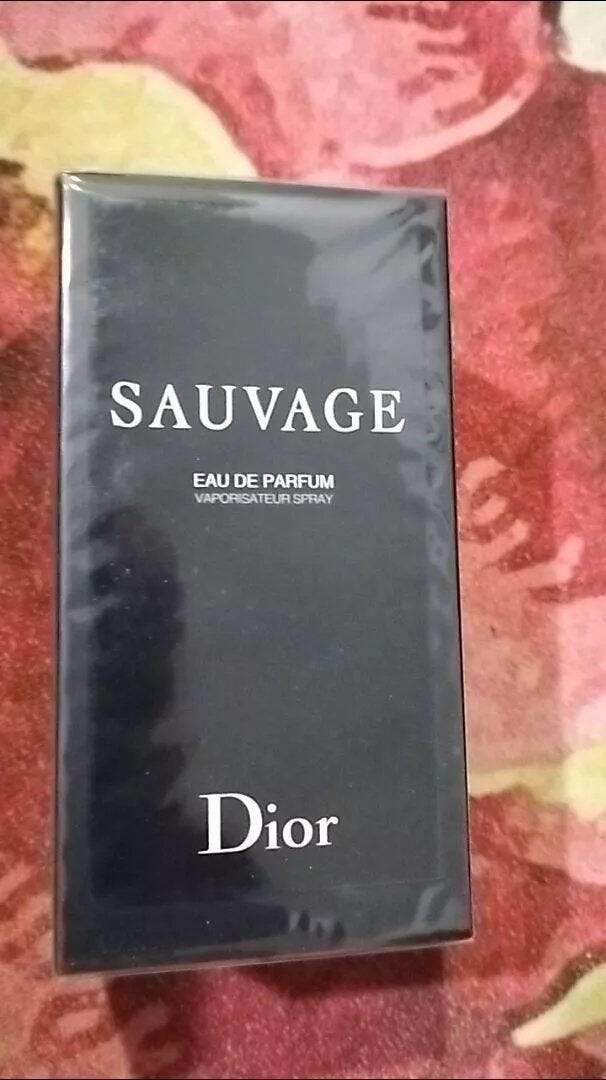 SAUVAGE
EAU DE PARFUM
VAPORISATEUR SPRAY
Dior